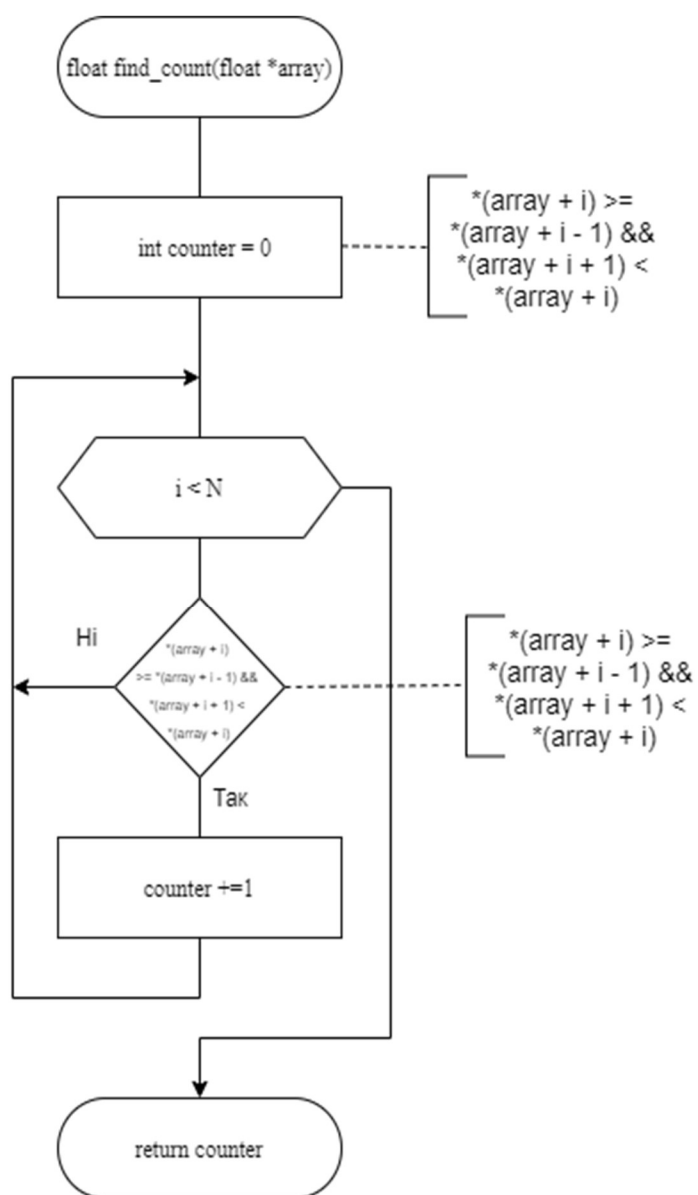 float find_count(float *array)
int counter = 0
*(array + i) >=
*(array + i - 1) &&
*(array + i + 1) <
*(array + i)
i < N
Ні
*(array + i)
>= *(array + i - 1) &&
*(array + i + 1) <
*(array + i)
*(array + i) >=
*(array + i - 1) &&
*(array + i + 1) <
*(array + i)
Так
counter +=1
return counter